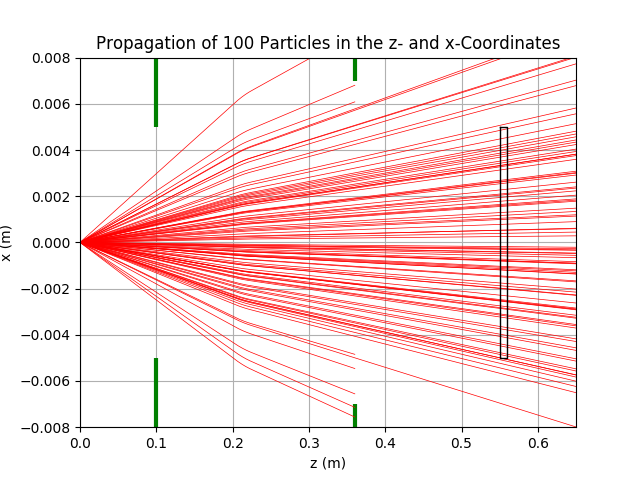 Propagation of 100 Particles in the z- and x-Coordinates
0.008
0.006
0.004
0.002
0.000
−0.002
−0.004
−0.006
−0.008
x (m)
0.0 0.1 0.2 0.3 0.4 0.5 0.6
z (m)